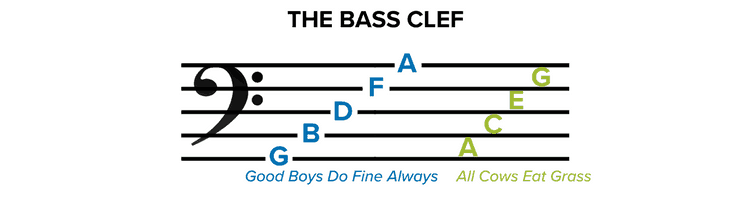 THE BASS CLEF
A
G
F
E
D
C
B
A
G
Good Boys Do Fine Always All Cows Eat Grass